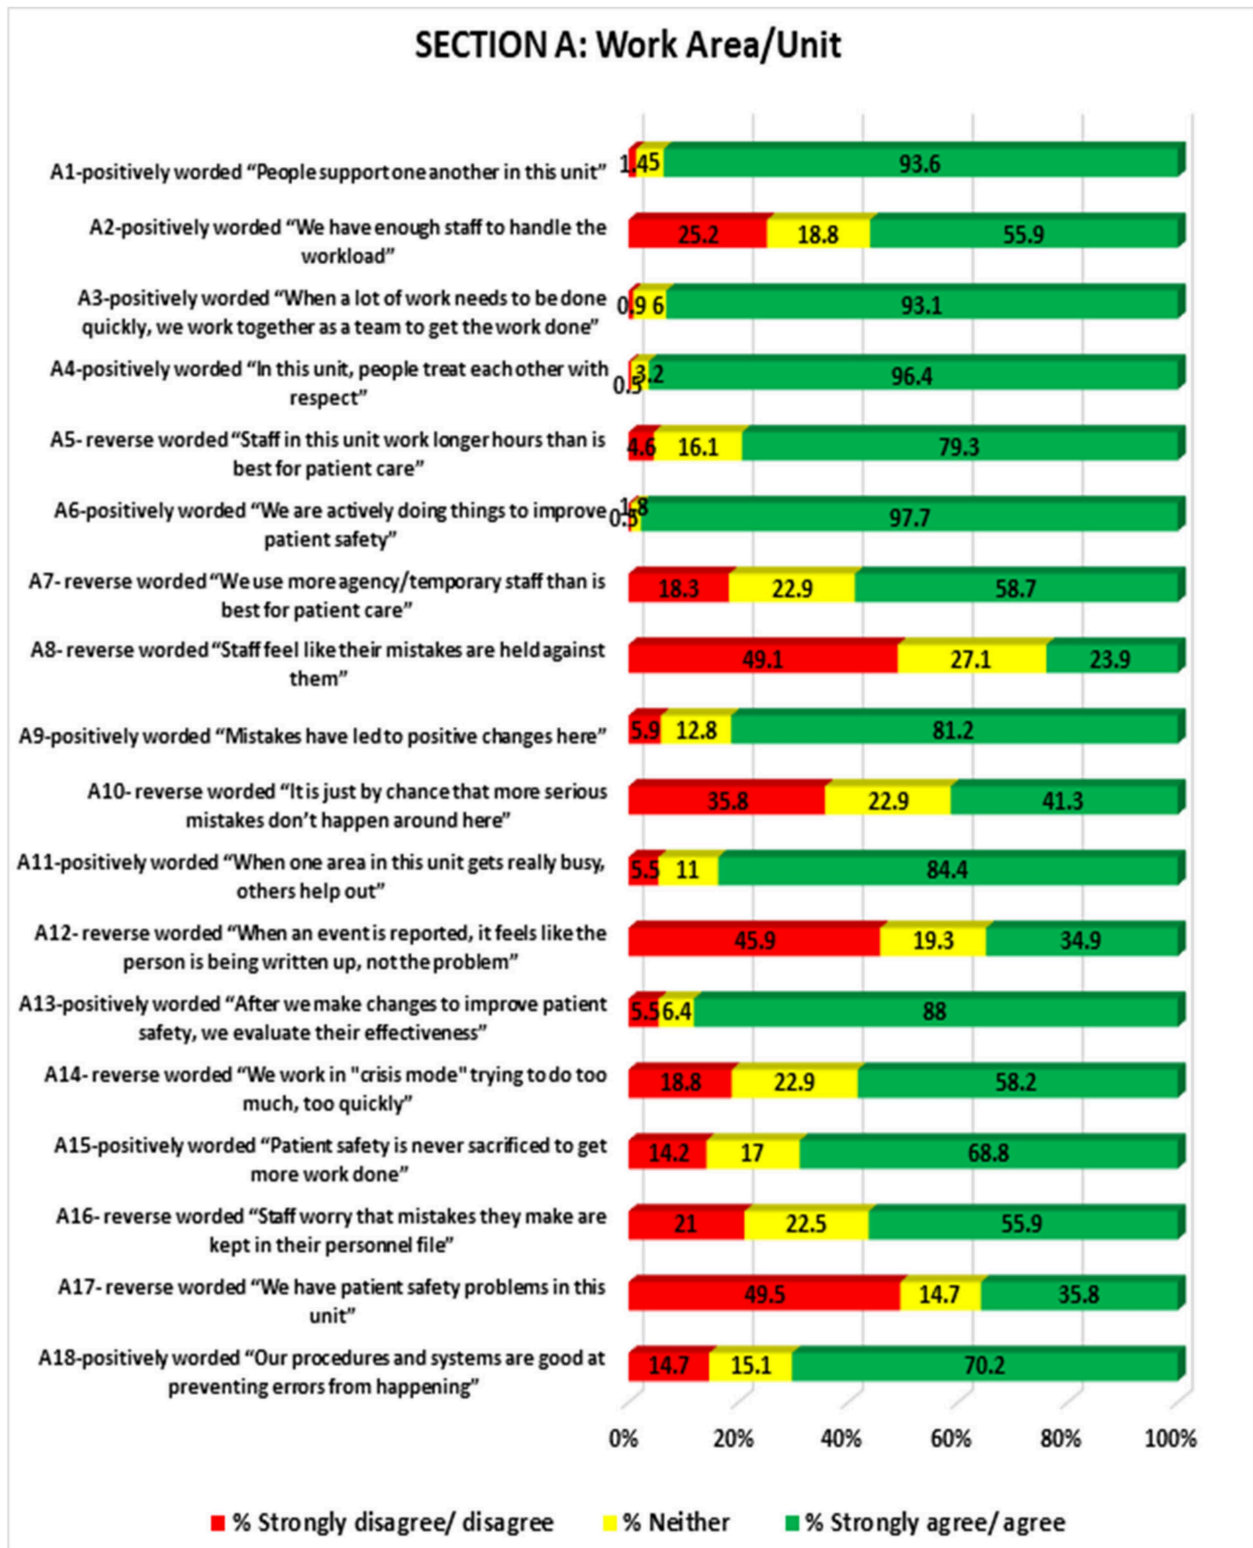 SECTION A: Work Area/Unit
A1-positively worded “People support one another in this unit”
1.4 5 93.6
A2-positively worded “We have enough staff to handle the
workload”
25.2 18.8 55.9
A3-positively worded “When a lot of work needs to be done
quickly, we work together as a team to get the work done”
0.9 6 93.1
A4-positively worded “In this unit, people treat each other with
respect”
0.5 3.2 96.4
A5- reverse worded “Staff in this unit work longer hours than is
best for patient care”
4.6 16.1 79.3
A6-positively worded “We are actively doing things to improve
patient safety”
0.5 1.8 97.7
A7- reverse worded “We use more agency/temporary staff than is
best for patient care”
18.3 22.9 58.7
A8- reverse worded “Staff feel like their mistakes are held against
them”
49.1 27.1 23.9
A9-positively worded “Mistakes have led to positive changes here”
5.9 12.8 81.2
A10- reverse worded “It is just by chance that more serious
mistakes don’t happen around here”
35.8 22.9 41.3
A11-positively worded “When one area in this unit gets really busy,
others help out”
5.5 11 84.4
A12- reverse worded “When an event is reported, it feels like the
person is being written up, not the problem”
45.9 19.3 34.9
A13-positively worded “After we make changes to improve patient
safety, we evaluate their effectiveness”
5.5 6.4 88
A14- reverse worded “We work in "crisis mode" trying to do too
much, too quickly”
18.8 22.9 58.2
A15-positively worded “Patient safety is never sacrificed to get
more work done”
14.2 17 68.8
A16- reverse worded “Staff worry that mistakes they make are
kept in their personnel file”
21 22.5 55.9
A17- reverse worded “We have patient safety problems in this
unit”
49.5 14.7 35.8
A18-positively worded “Our procedures and systems are good at
preventing errors from happening”
14.7 15.1 70.2
0% 20% 40% 60% 80% 100%
% Strongly disagree/ disagree % Neither % Strongly agree/ agree